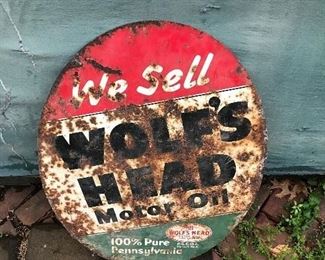 We Sell
WOLF'S
HEAD
Motor Oil
100% Pure
Pennsylvania
WOLF'S HEAD